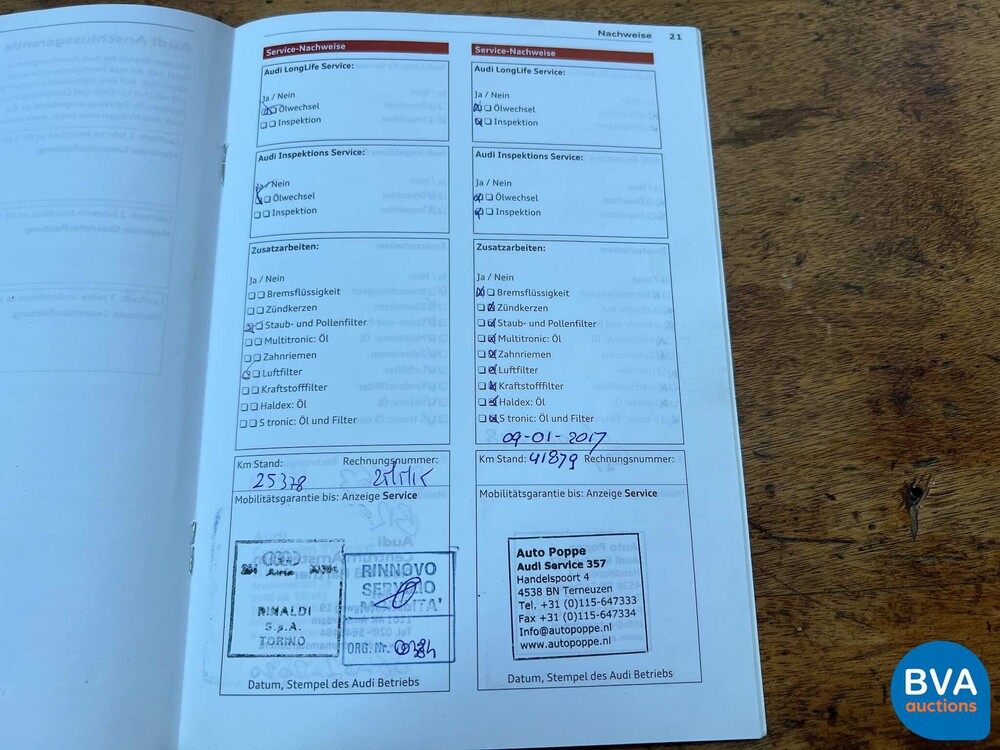 Nachweise 21
Service-Nachweise
Audi LongLife Service:
Ja / Nein
Ölwechsel
Inspektion
Audi Inspektions Service:
Ja / Nein
Ölwechsel
Inspektion
Zusatzarbeiten:
Ja / Nein
Bremsflüssigkeit
Zündkerzen
Staub- und Pollenfilter
Multitronic: Öl
Zahnriemen
Luftfilter
Kraftstofffilter
Haldex: Öl
S tronic: Öl und Filter
Km Stand: Rechnungsnummer:
25378
Mobilitätsgarantie bis: Anzeige Service
RINALDI
S.p.A.
TORINO
RINNOVO
SERVIZIO
ORG. Nr.
Datum, Stempel des Audi Betriebs
Service-Nachweise
Audi LongLife Service:
Ja / Nein
Ölwechsel
Inspektion
Audi Inspektions Service:
Ja / Nein
Ölwechsel
Inspektion
Zusatzarbeiten:
Ja / Nein
Bremsflüssigkeit
Zündkerzen
Staub- und Pollenfilter
Multitronic: Öl
Zahnriemen
Luftfilter
Kraftstofffilter
Haldex: Öl
S tronic: Öl und Filter
09-01-2017
Km Stand: 41879 Rechnungsnummer:
Mobilitätsgarantie bis: Anzeige Service
Auto Poppe
Audi Service 357
Handelspoort 4
4538 BN Terneuzen
Tel. +31 (0)115-647333
Fax +31 (0)115-647334
Info@autopoppe.nl
www.autopoppe.nl
Datum, Stempel des Audi Betriebs
BVA
auctions